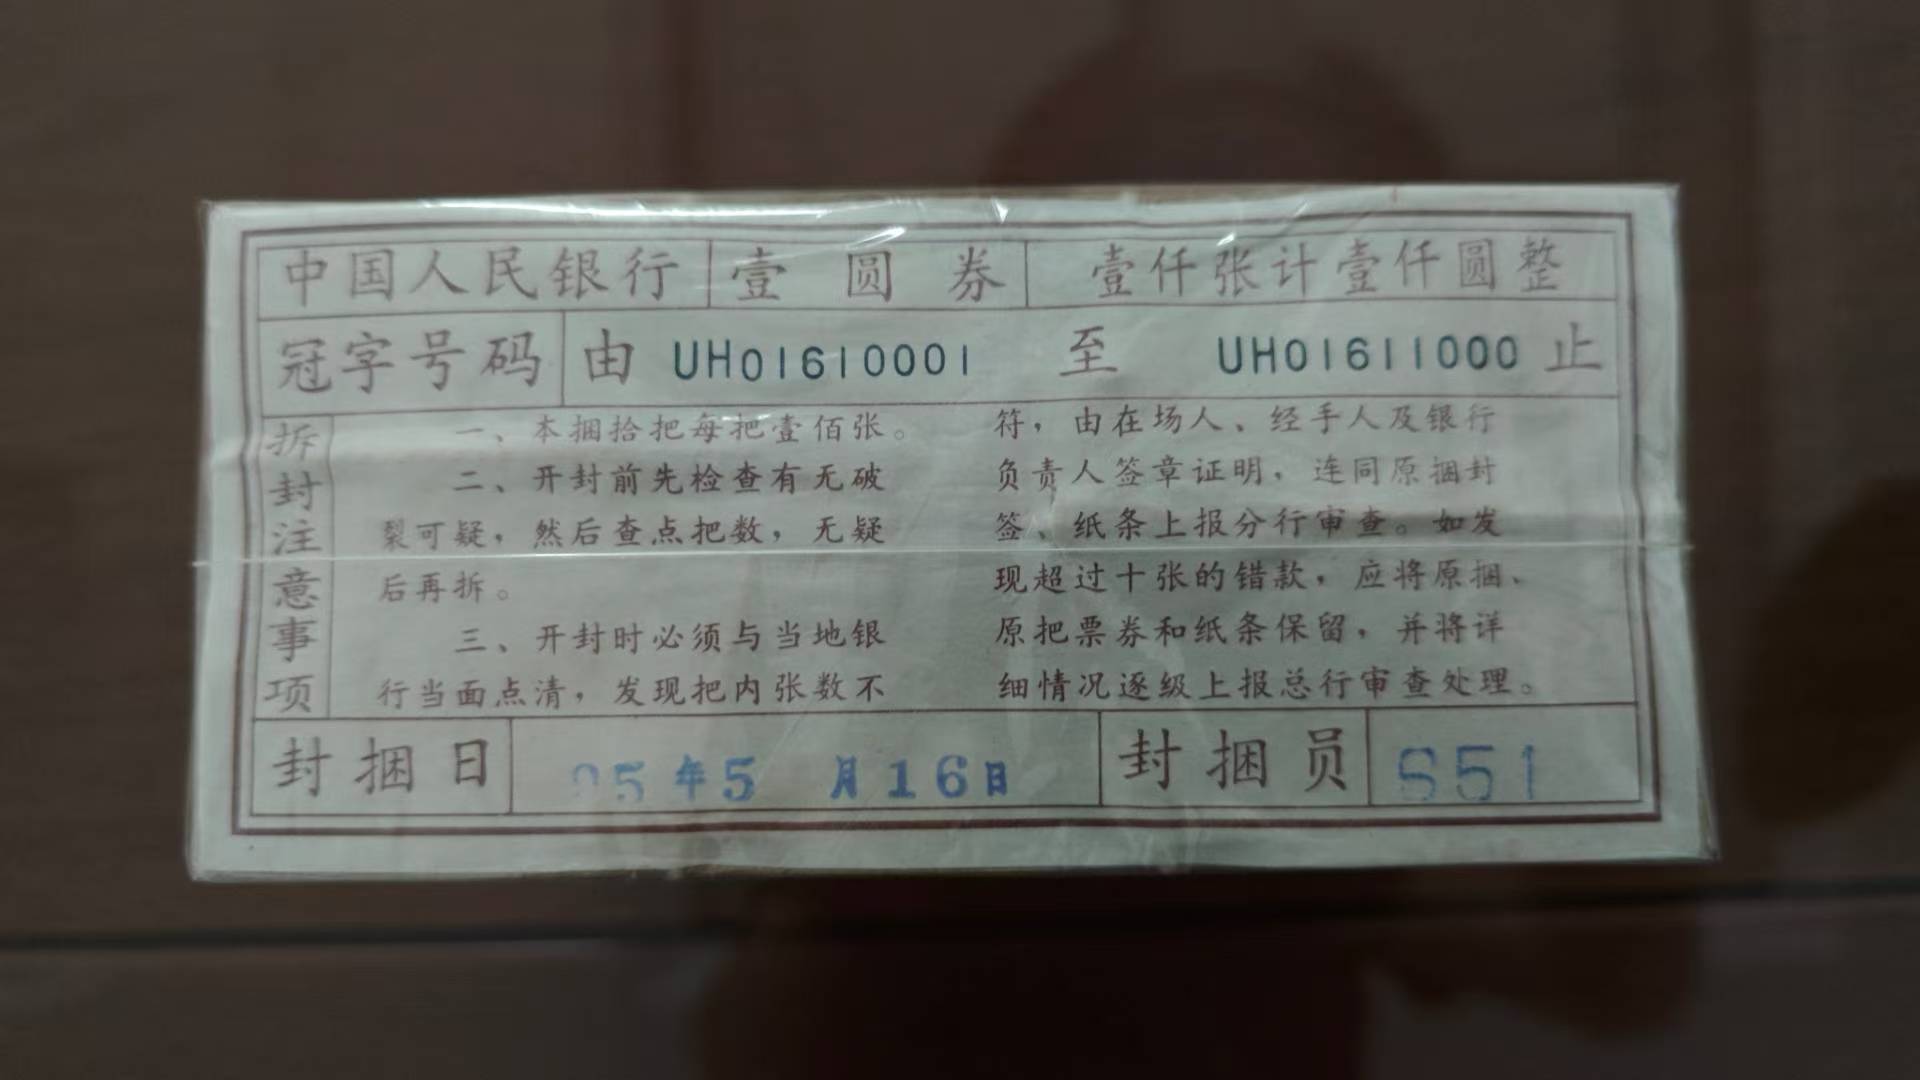 中国人民银行 壹圆券 壹仟张计壹仟圆整
冠字号码 由 UH01610001 至 UH01611000 止
拆封注意事项
一、本捆拾把每把壹佰张。
二、开封前先检查有无破
裂可疑，然后查点把数，无疑
后再拆。
三、开封时必须与当地银
行当面点清，发现把内张数不
符，由在场人、经手人及银行
负责人签章证明，连同原捆封
签、纸条上报分行审查。如发
现超过十张的错款，应将原捆、
原把票券和纸条保留，并将详
细情况逐级上报总行审查处理。
封捆日 95年5月16日 封捆员 S51